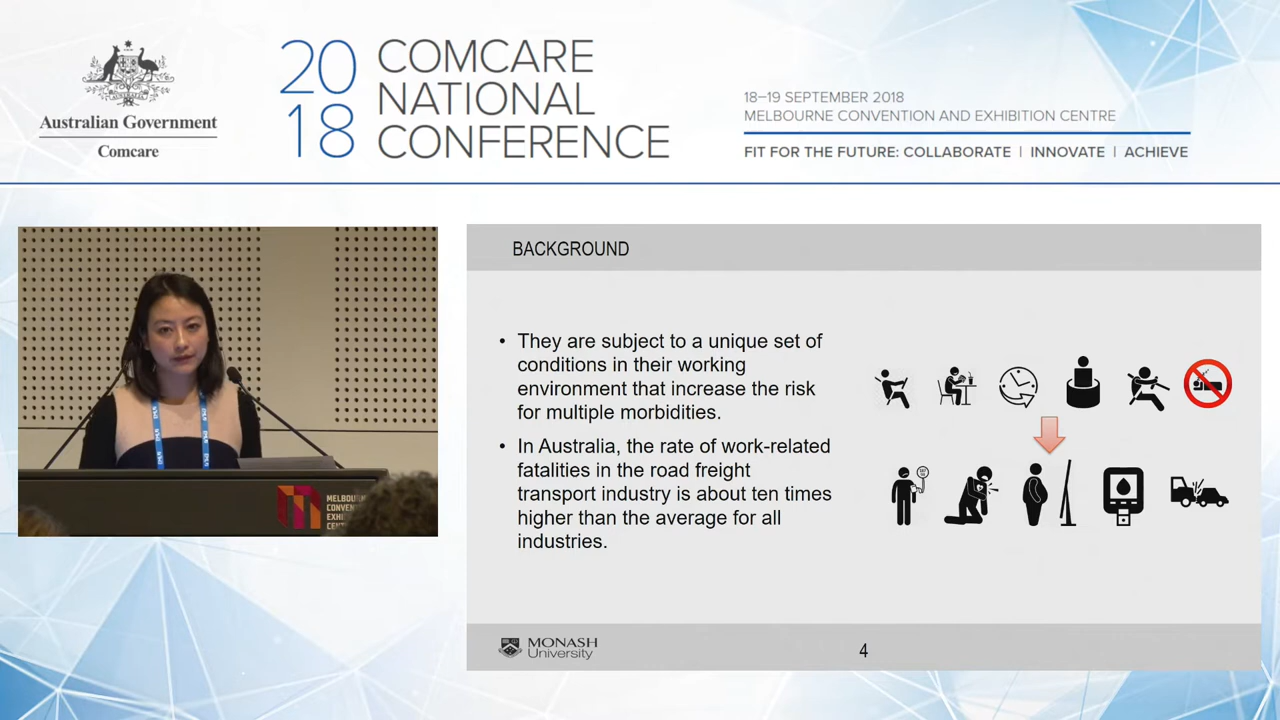 Australian Government
Comcare
20
18
COMCARE
NATIONAL
CONFERENCE
18–19 SEPTEMBER 2018
MELBOURNE CONVENTION AND EXHIBITION CENTRE
FIT FOR THE FUTURE: COLLABORATE | INNOVATE | ACHIEVE
BACKGROUND
• They are subject to a unique set of
conditions in their working
environment that increase the risk
for multiple morbidities.
• In Australia, the rate of work-related
fatalities in the road freight
transport industry is about ten times
higher than the average for all
industries.
MONASH
University
4